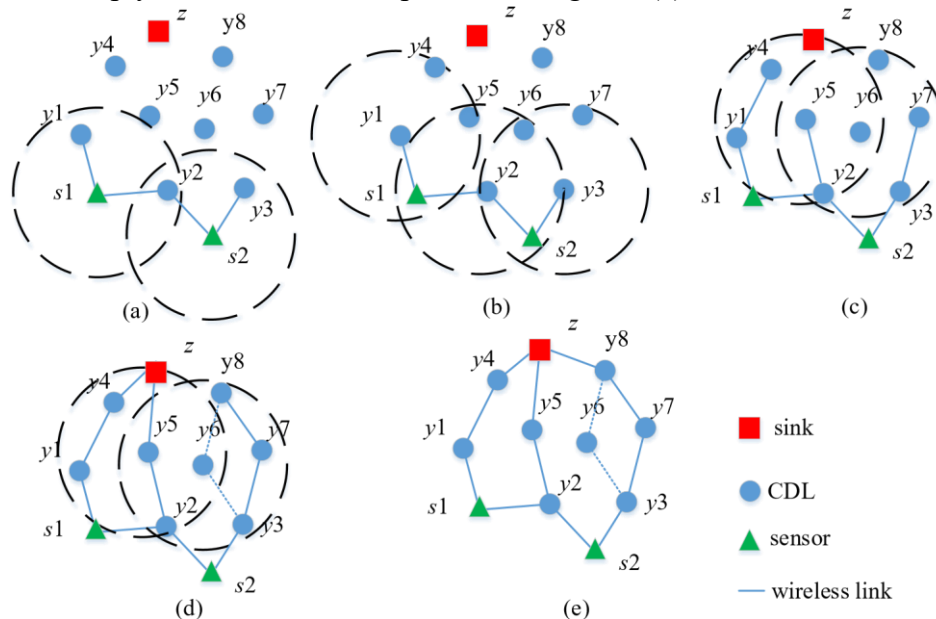 z
y8
y4
y5
y6
y7
y1
y2
s1
y3
s2
(a)
z
y8
y4
y5
y6
y7
y1
y2
s1
y3
s2
(b)
z
y8
y4
y5
y6
y7
y1
y2
s1
y3
s2
(c)
z
y8
y4
y5
y6
y7
y1
y2
y3
s1
s2
(d)
z
y8
y4
y5
y6
y7
y1
y2
s1
y3
s2
(e)
sink
CDL
sensor
wireless link